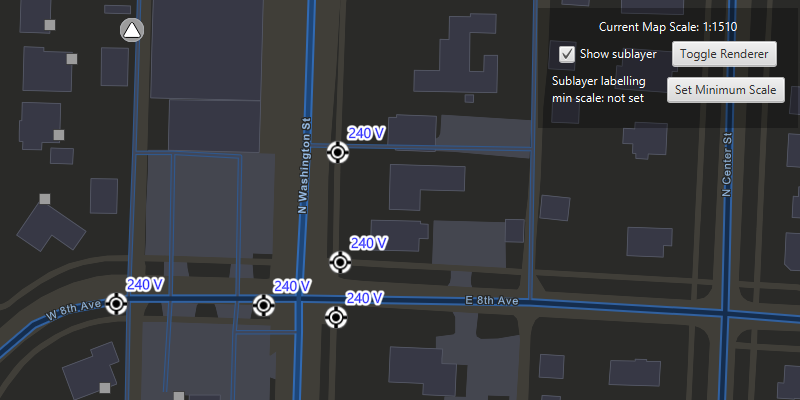 Current Map Scale: 1:1510
Show sublayer
Toggle Renderer
Sublayer labelling
min scale: not set
Set Minimum Scale
240 V
N Washington St
N Center St
240 V
240 V
240 V
240 V
W 8th Ave
E 8th Ave